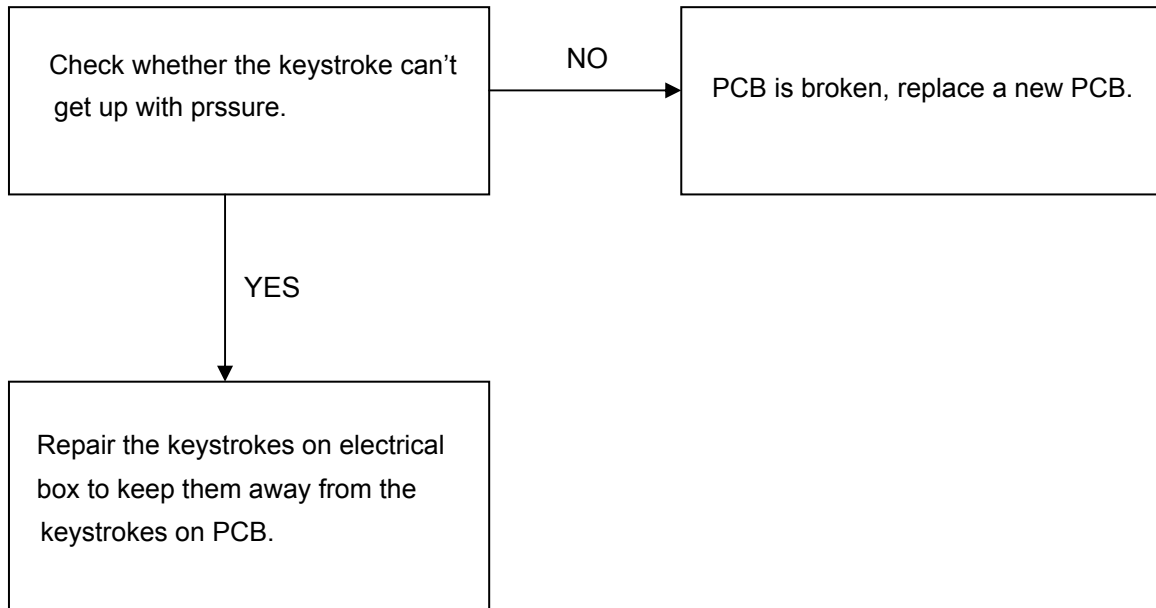 Check whether the keystroke can't
get up with prssure.
NO
PCB is broken, replace a new PCB.
YES
Repair the keystrokes on electrical
box to keep them away from the
keystrokes on PCB.